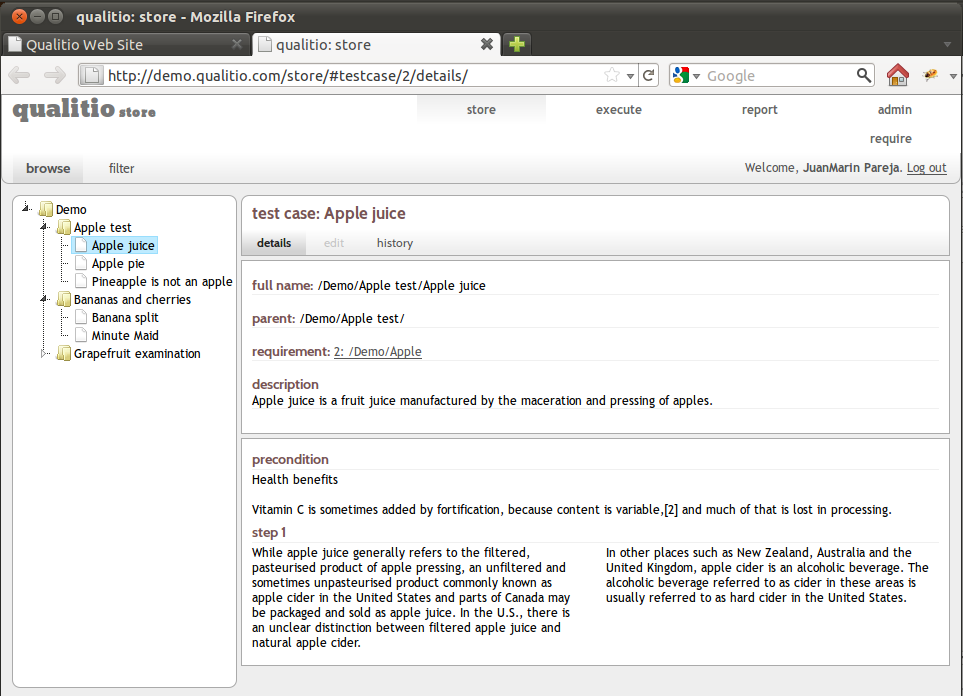 qualitio: store - Mozilla Firefox
Qualitio Web Site
qualitio: store
http://demo.qualitio.com/store/#testcase/2/details/
Google
qualitio store
store
execute
report
admin
require
browse
filter
Welcome, JuanMarin Pareja. Log out
Demo
Apple test
Apple juice
Apple pie
Pineapple is not an apple
Bananas and cherries
Banana split
Minute Maid
Grapefruit examination
test case: Apple juice
details
edit
history
full name: /Demo/Apple test/Apple juice
parent: /Demo/Apple test/
requirement: 2: /Demo/Apple
description
Apple juice is a fruit juice manufactured by the maceration and pressing of apples.
precondition
Health benefits
Vitamin C is sometimes added by fortification, because content is variable,[2] and much of that is lost in processing.
step 1
While apple juice generally refers to the filtered,
pasteurised product of apple pressing, an unfiltered and
sometimes unpasteurised product commonly known as
apple cider in the United States and parts of Canada may
be packaged and sold as apple juice. In the U.S., there is
an unclear distinction between filtered apple juice and
natural apple cider.
In other places such as New Zealand, Australia and the
United Kingdom, apple cider is an alcoholic beverage. The
alcoholic beverage referred to as cider in these areas is
usually referred to as hard cider in the United States.